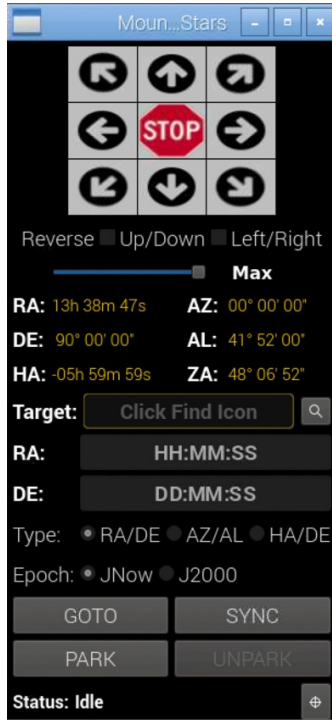 Moun...Stars
STOP
Reverse Up/Down Left/Right
Max
RA: 13h 38m 47s AZ: 00° 00' 00"
DE: 90° 00' 00" AL: 41° 52' 00"
HA: -05h 59m 59s ZA: 48° 06' 52"
Target: Click Find Icon
RA: HH:MM:SS
DE: DD:MM:SS
Type: RA/DE AZ/AL HA/DE
Epoch: JNow J2000
GOTO SYNC
PARK UNPARK
Status: Idle